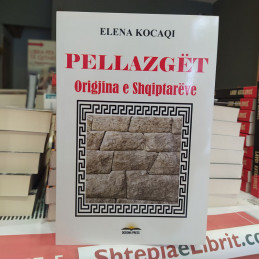 ELENA KOCAQI
PELLAZGËT
Origjina e Shqiptarëve
ShtepiaeLibrit.com